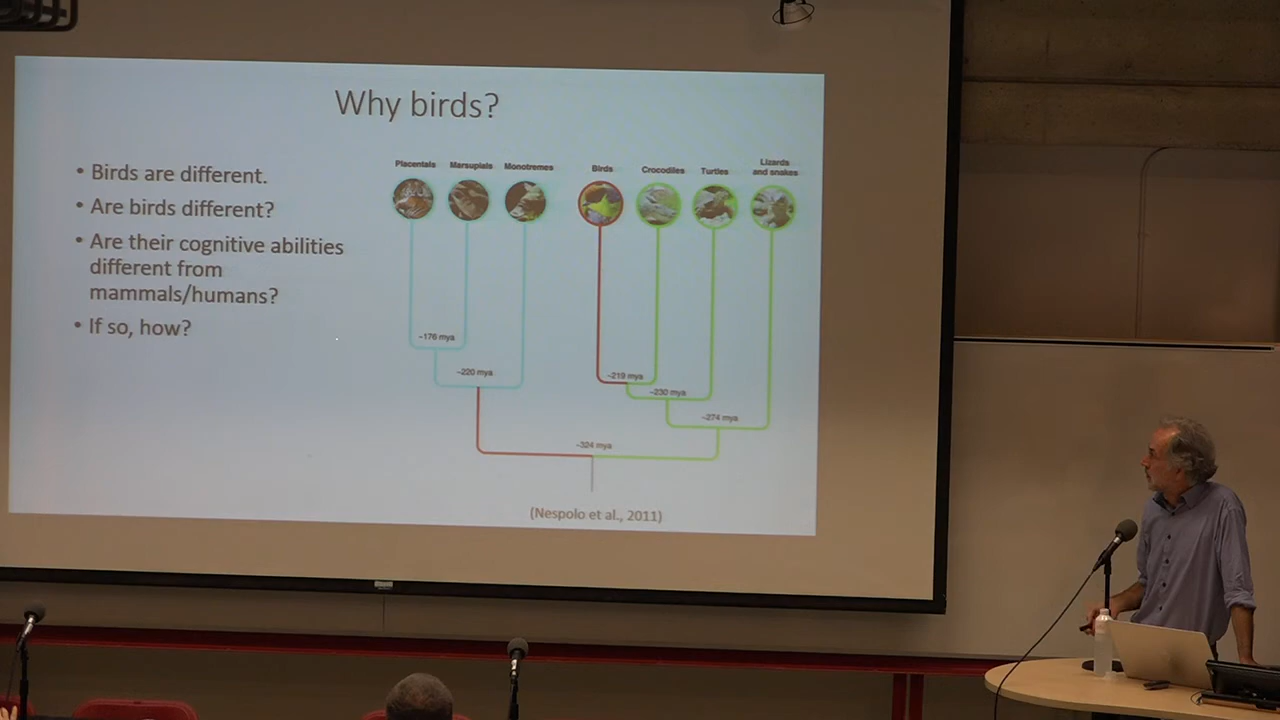 Why birds?
• Birds are different.
• Are birds different?
• Are their cognitive abilities
different from
mammals/humans?
• If so, how?
Placentals Marsupials Monotremes Birds Crocodiles Turtles Lizards
and snakes
~176 mya
~220 mya
~219 mya
~230 mya
~274 mya
~324 mya
(Nespolo et al., 2011)